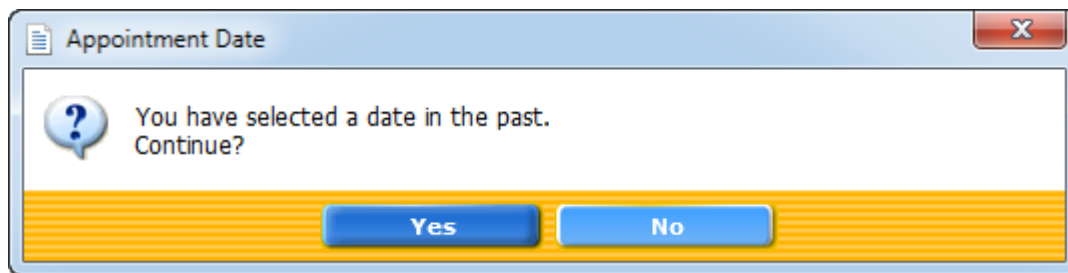 Appointment Date
You have selected a date in the past.
Continue?
Yes
No